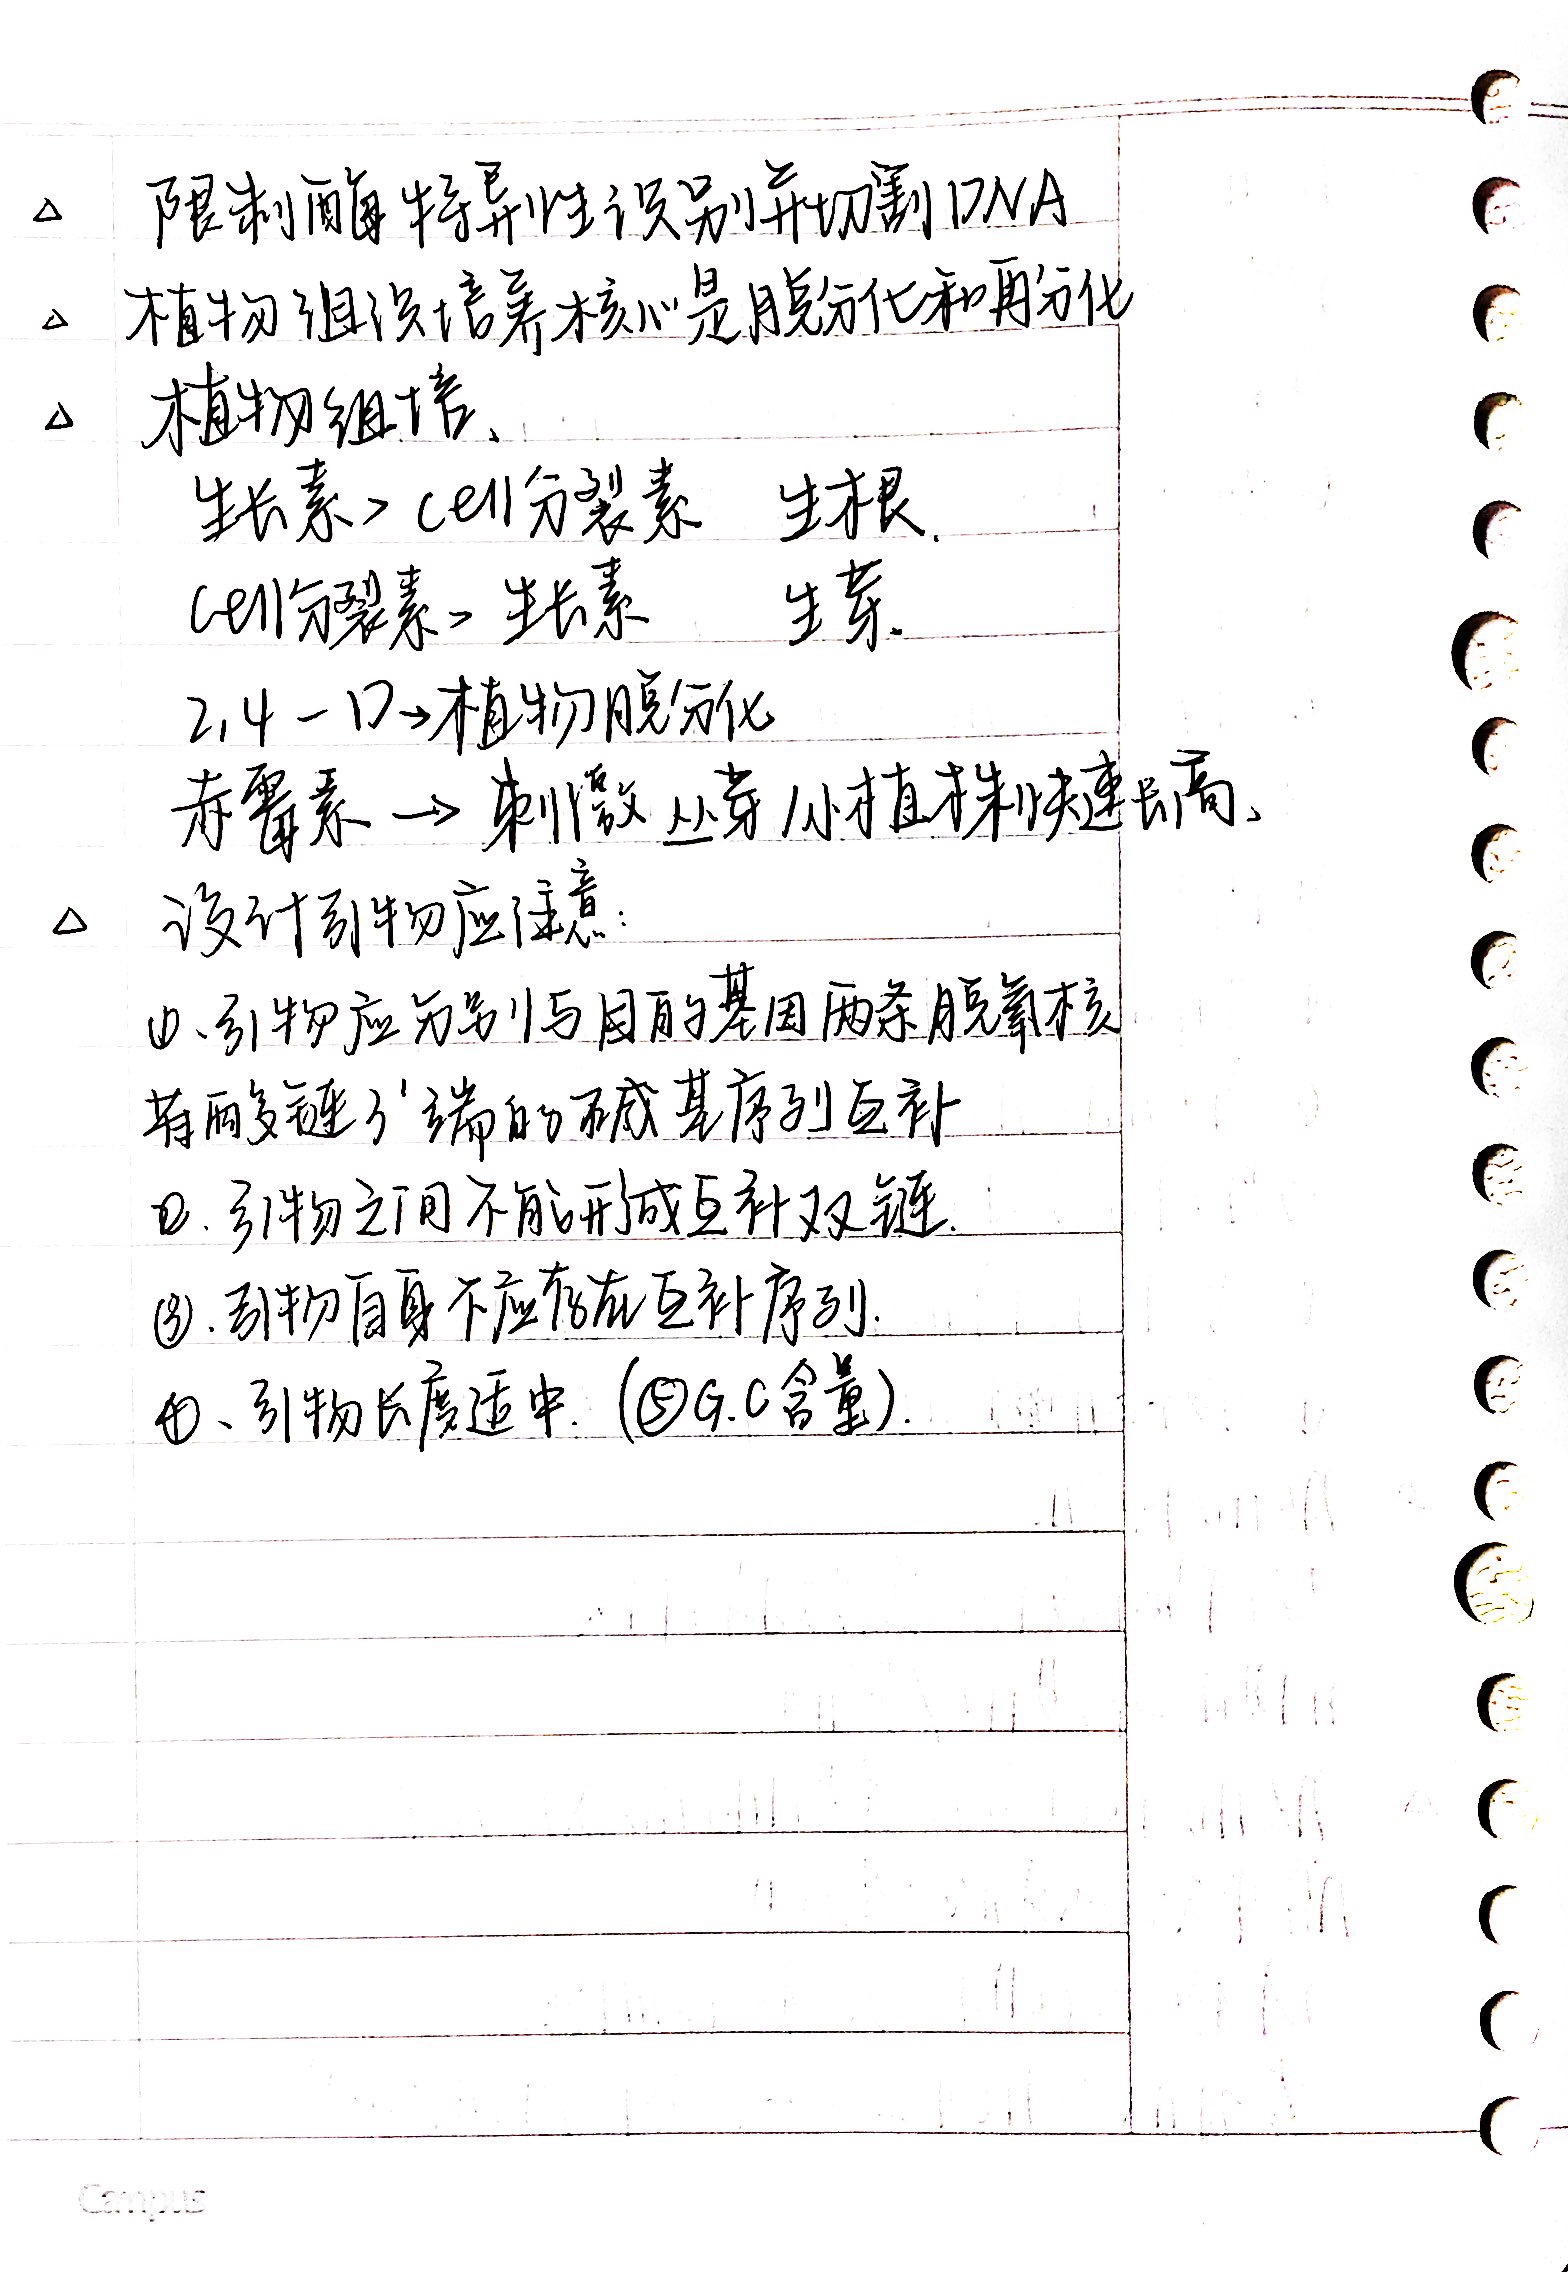 △ 限制酶特异性识别并切割DNA
△ 植物组织培养核心是脱分化和再分化
△ 植物组培、
生长素 > cell分裂素 生根.
cell分裂素 > 生长素 生芽.
2,4-D→植物脱分化
赤霉素 → 刺激丛芽/小植株快速长高、
△ 设计引物应注意:
①、引物应分别与目的基因两条脱氧核
苷酸链3'端的碱基序列互补
②. 引物之间不能形成互补双链.
③. 引物自身不应存在互补序列.
④、引物长度适中. (⑤G.C含量).
Campus